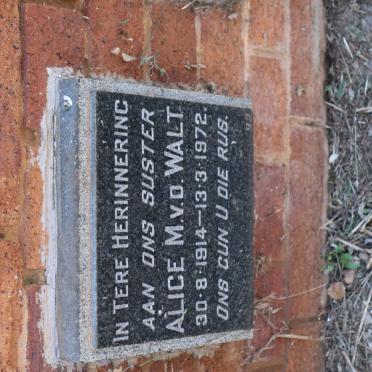 IN TERE HERINNERING
AAN ONS SUSTER
ALICE M.V.D WALT.
30·8·1914—13·3·1972.
ONS GUN U DIE RUS.